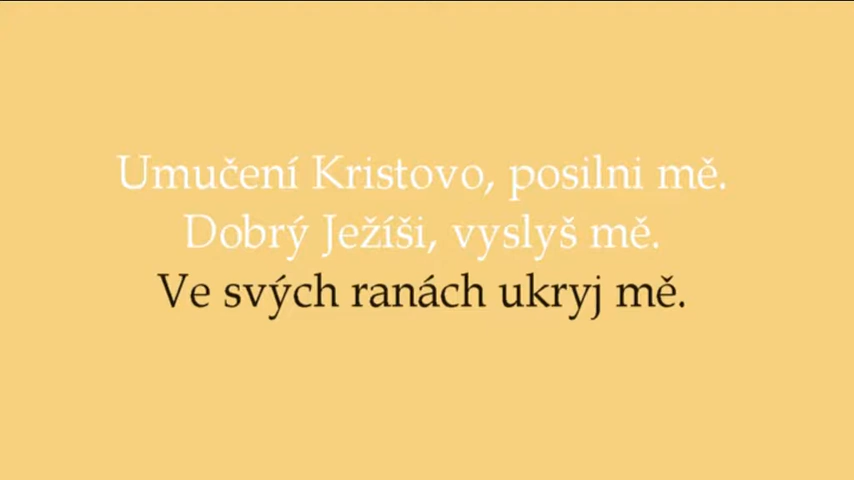 Umučení Kristovo, posilni mě.
Dobrý Ježíši, vyslyš mě.
Ve svých ranách ukryj mě.